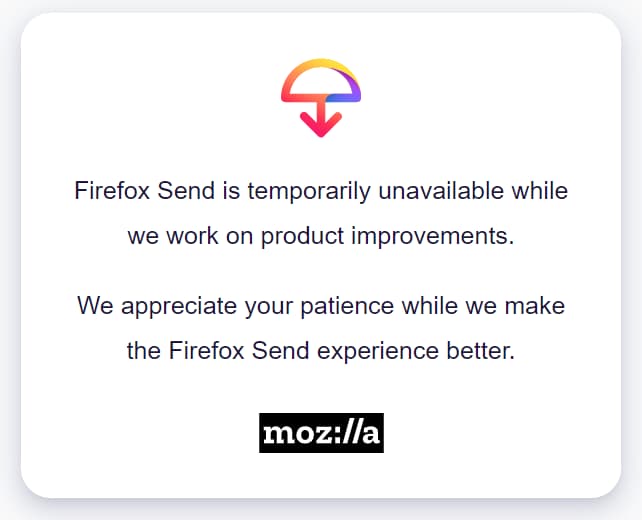 Firefox Send is temporarily unavailable while
we work on product improvements.
We appreciate your patience while we make
the Firefox Send experience better.
moz://a